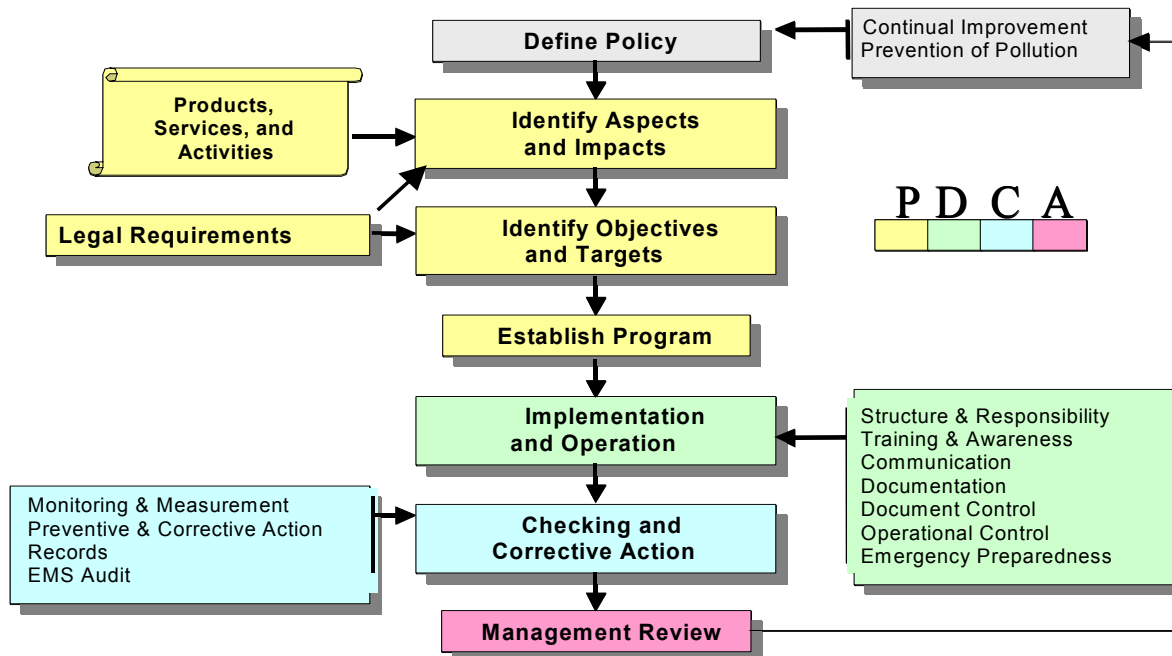 Define Policy
Continual Improvement
Prevention of Pollution
Products,
Services, and
Activities
Identify Aspects
and Impacts
P D C A
Legal Requirements
Identify Objectives
and Targets
Establish Program
Implementation
and Operation
Structure & Responsibility
Training & Awareness
Communication
Documentation
Document Control
Operational Control
Emergency Preparedness
Monitoring & Measurement
Preventive & Corrective Action
Records
EMS Audit
Checking and
Corrective Action
Management Review